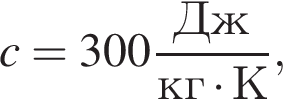 c = 300 Дж/(кг · К),